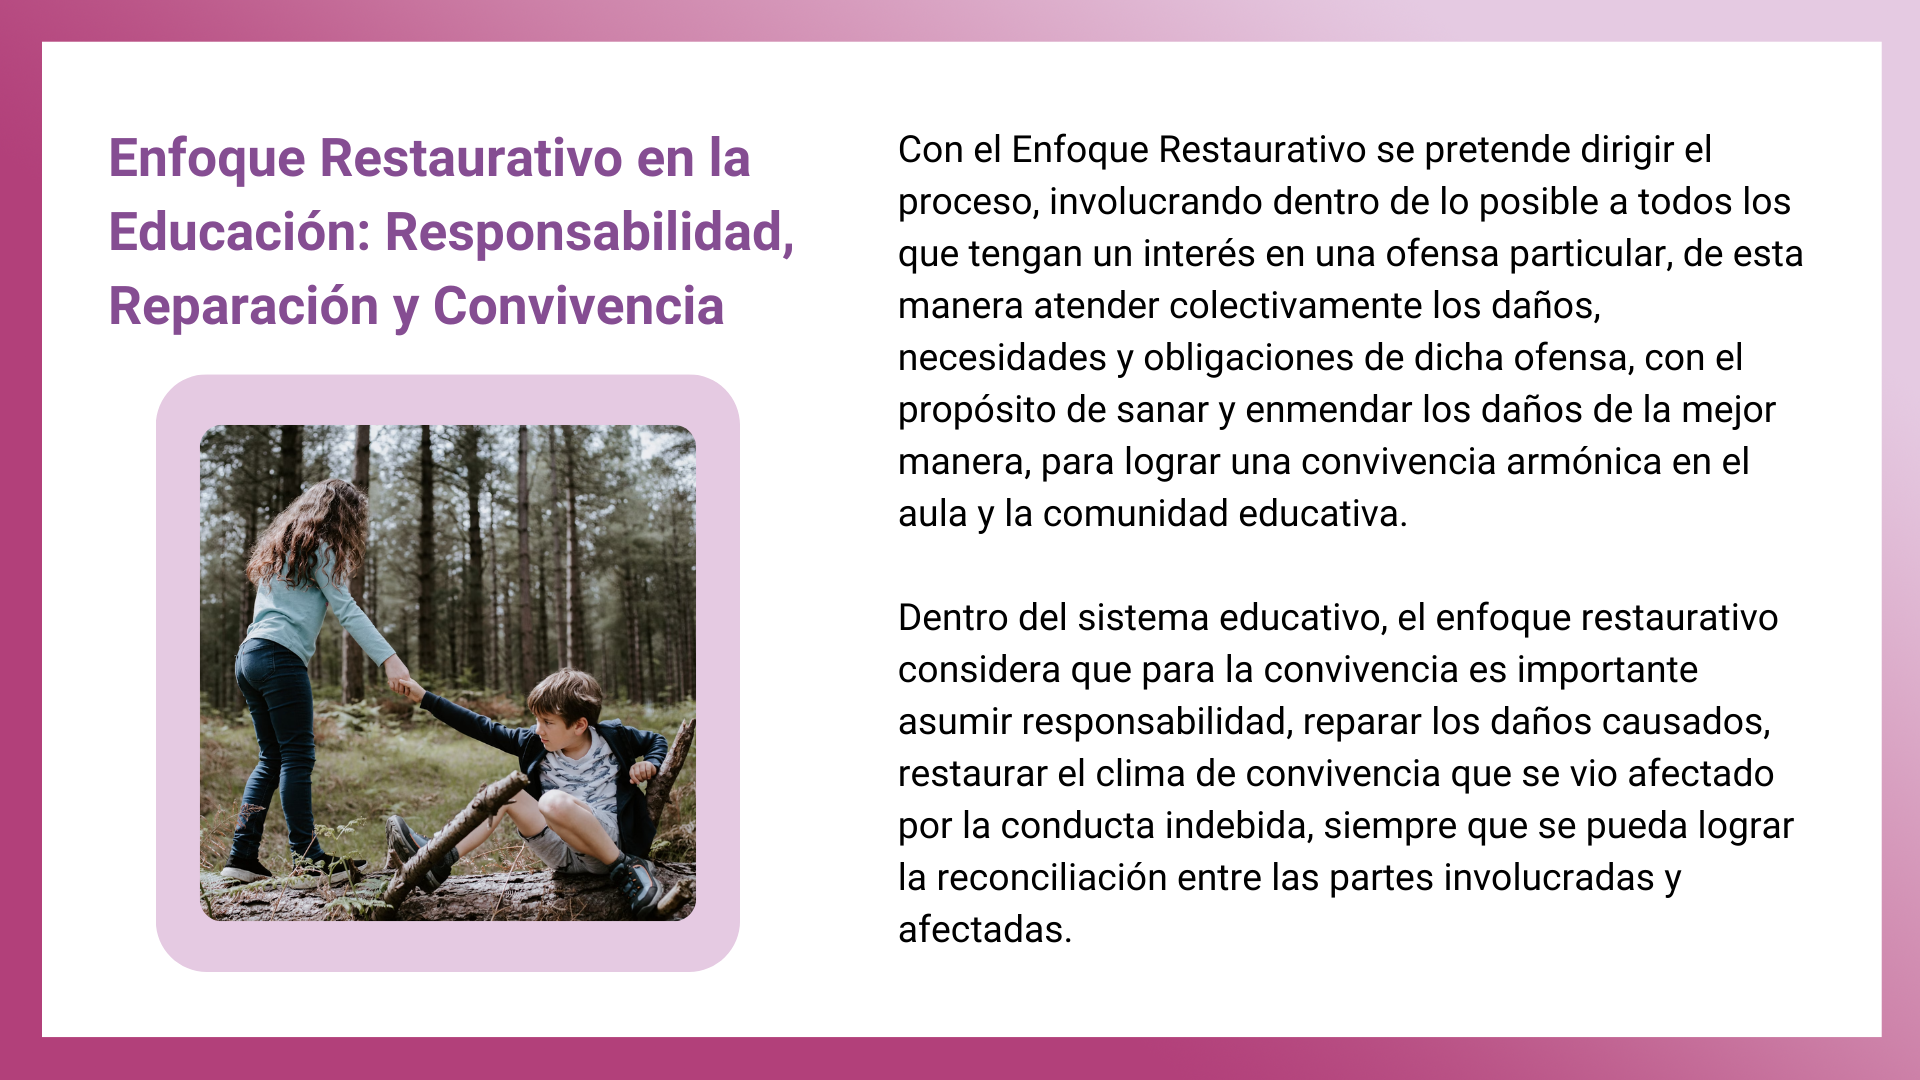 Enfoque Restaurativo en la
Educación: Responsabilidad,
Reparación y Convivencia
Con el Enfoque Restaurativo se pretende dirigir el
proceso, involucrando dentro de lo posible a todos los
que tengan un interés en una ofensa particular, de esta
manera atender colectivamente los daños,
necesidades y obligaciones de dicha ofensa, con el
propósito de sanar y enmendar los daños de la mejor
manera, para lograr una convivencia armónica en el
aula y la comunidad educativa.
Dentro del sistema educativo, el enfoque restaurativo
considera que para la convivencia es importante
asumir responsabilidad, reparar los daños causados,
restaurar el clima de convivencia que se vio afectado
por la conducta indebida, siempre que se pueda lograr
la reconciliación entre las partes involucradas y
afectadas.